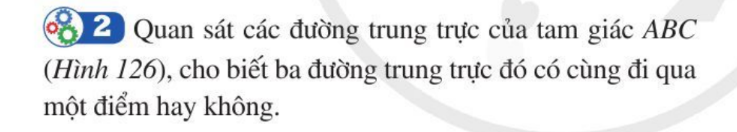 2 Quan sát các đường trung trực của tam giác ABC
(Hình 126), cho biết ba đường trung trực đó có cùng đi qua
một điểm hay không.